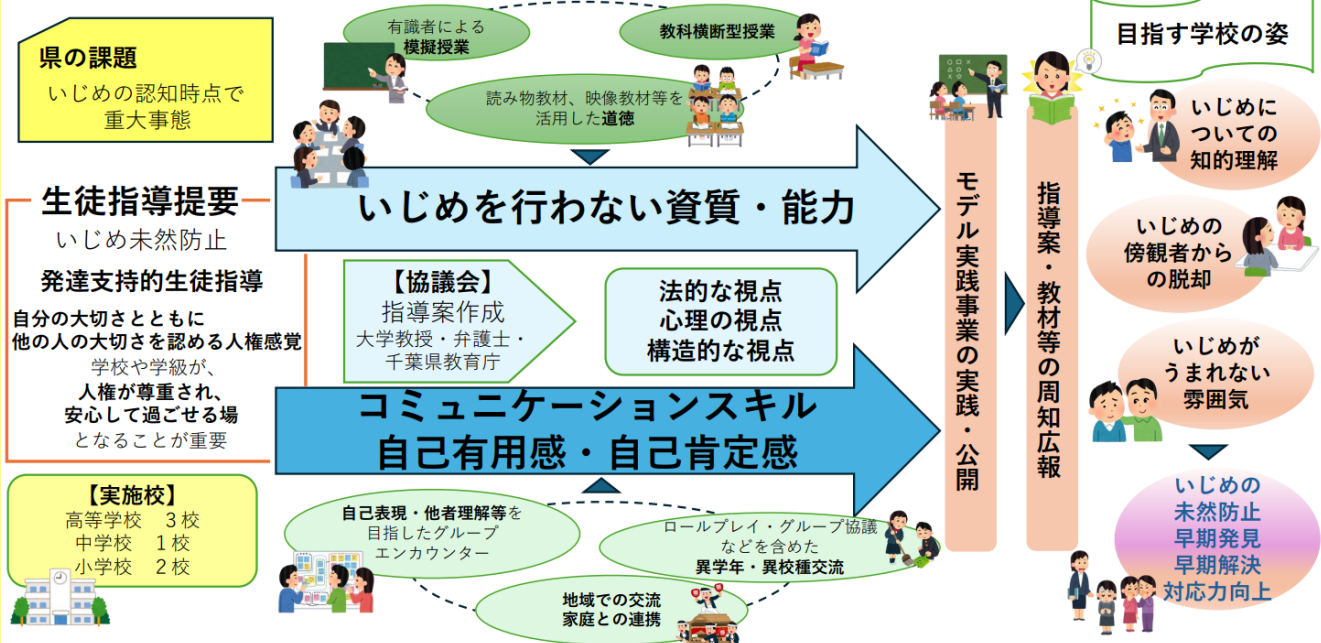 県の課題
いじめの認知時点で
重大事態
生徒指導提要
いじめ未然防止
発達支持的生徒指導
自分の大切さとともに
他の人の大切さを認める人権感覚
学校や学級が、
人権が尊重され、
安心して過ごせる場
となることが重要
【実施校】
高等学校 3校
中学校 1校
小学校 2校
有識者による
模擬授業
教科横断型授業
読み物教材、映像教材等を
活用した道徳
いじめを行わない資質・能力
【協議会】
指導案作成
大学教授・弁護士・
千葉県教育庁
法的な視点
心理の視点
構造的な視点
コミュニケーションスキル
自己有用感・自己肯定感
自己表現・他者理解等を
目指したグループ
エンカウンター
ロールプレイ・グループ協議
などを含めた
異学年・異校種交流
地域での交流
家庭との連携
モデル実践事業の実践・公開
指導案・教材等の周知広報
目指す学校の姿
いじめに
ついての
知的理解
いじめの
傍観者から
の脱却
いじめが
うまれない
雰囲気
いじめの
未然防止
早期発見
早期解決
対応力向上